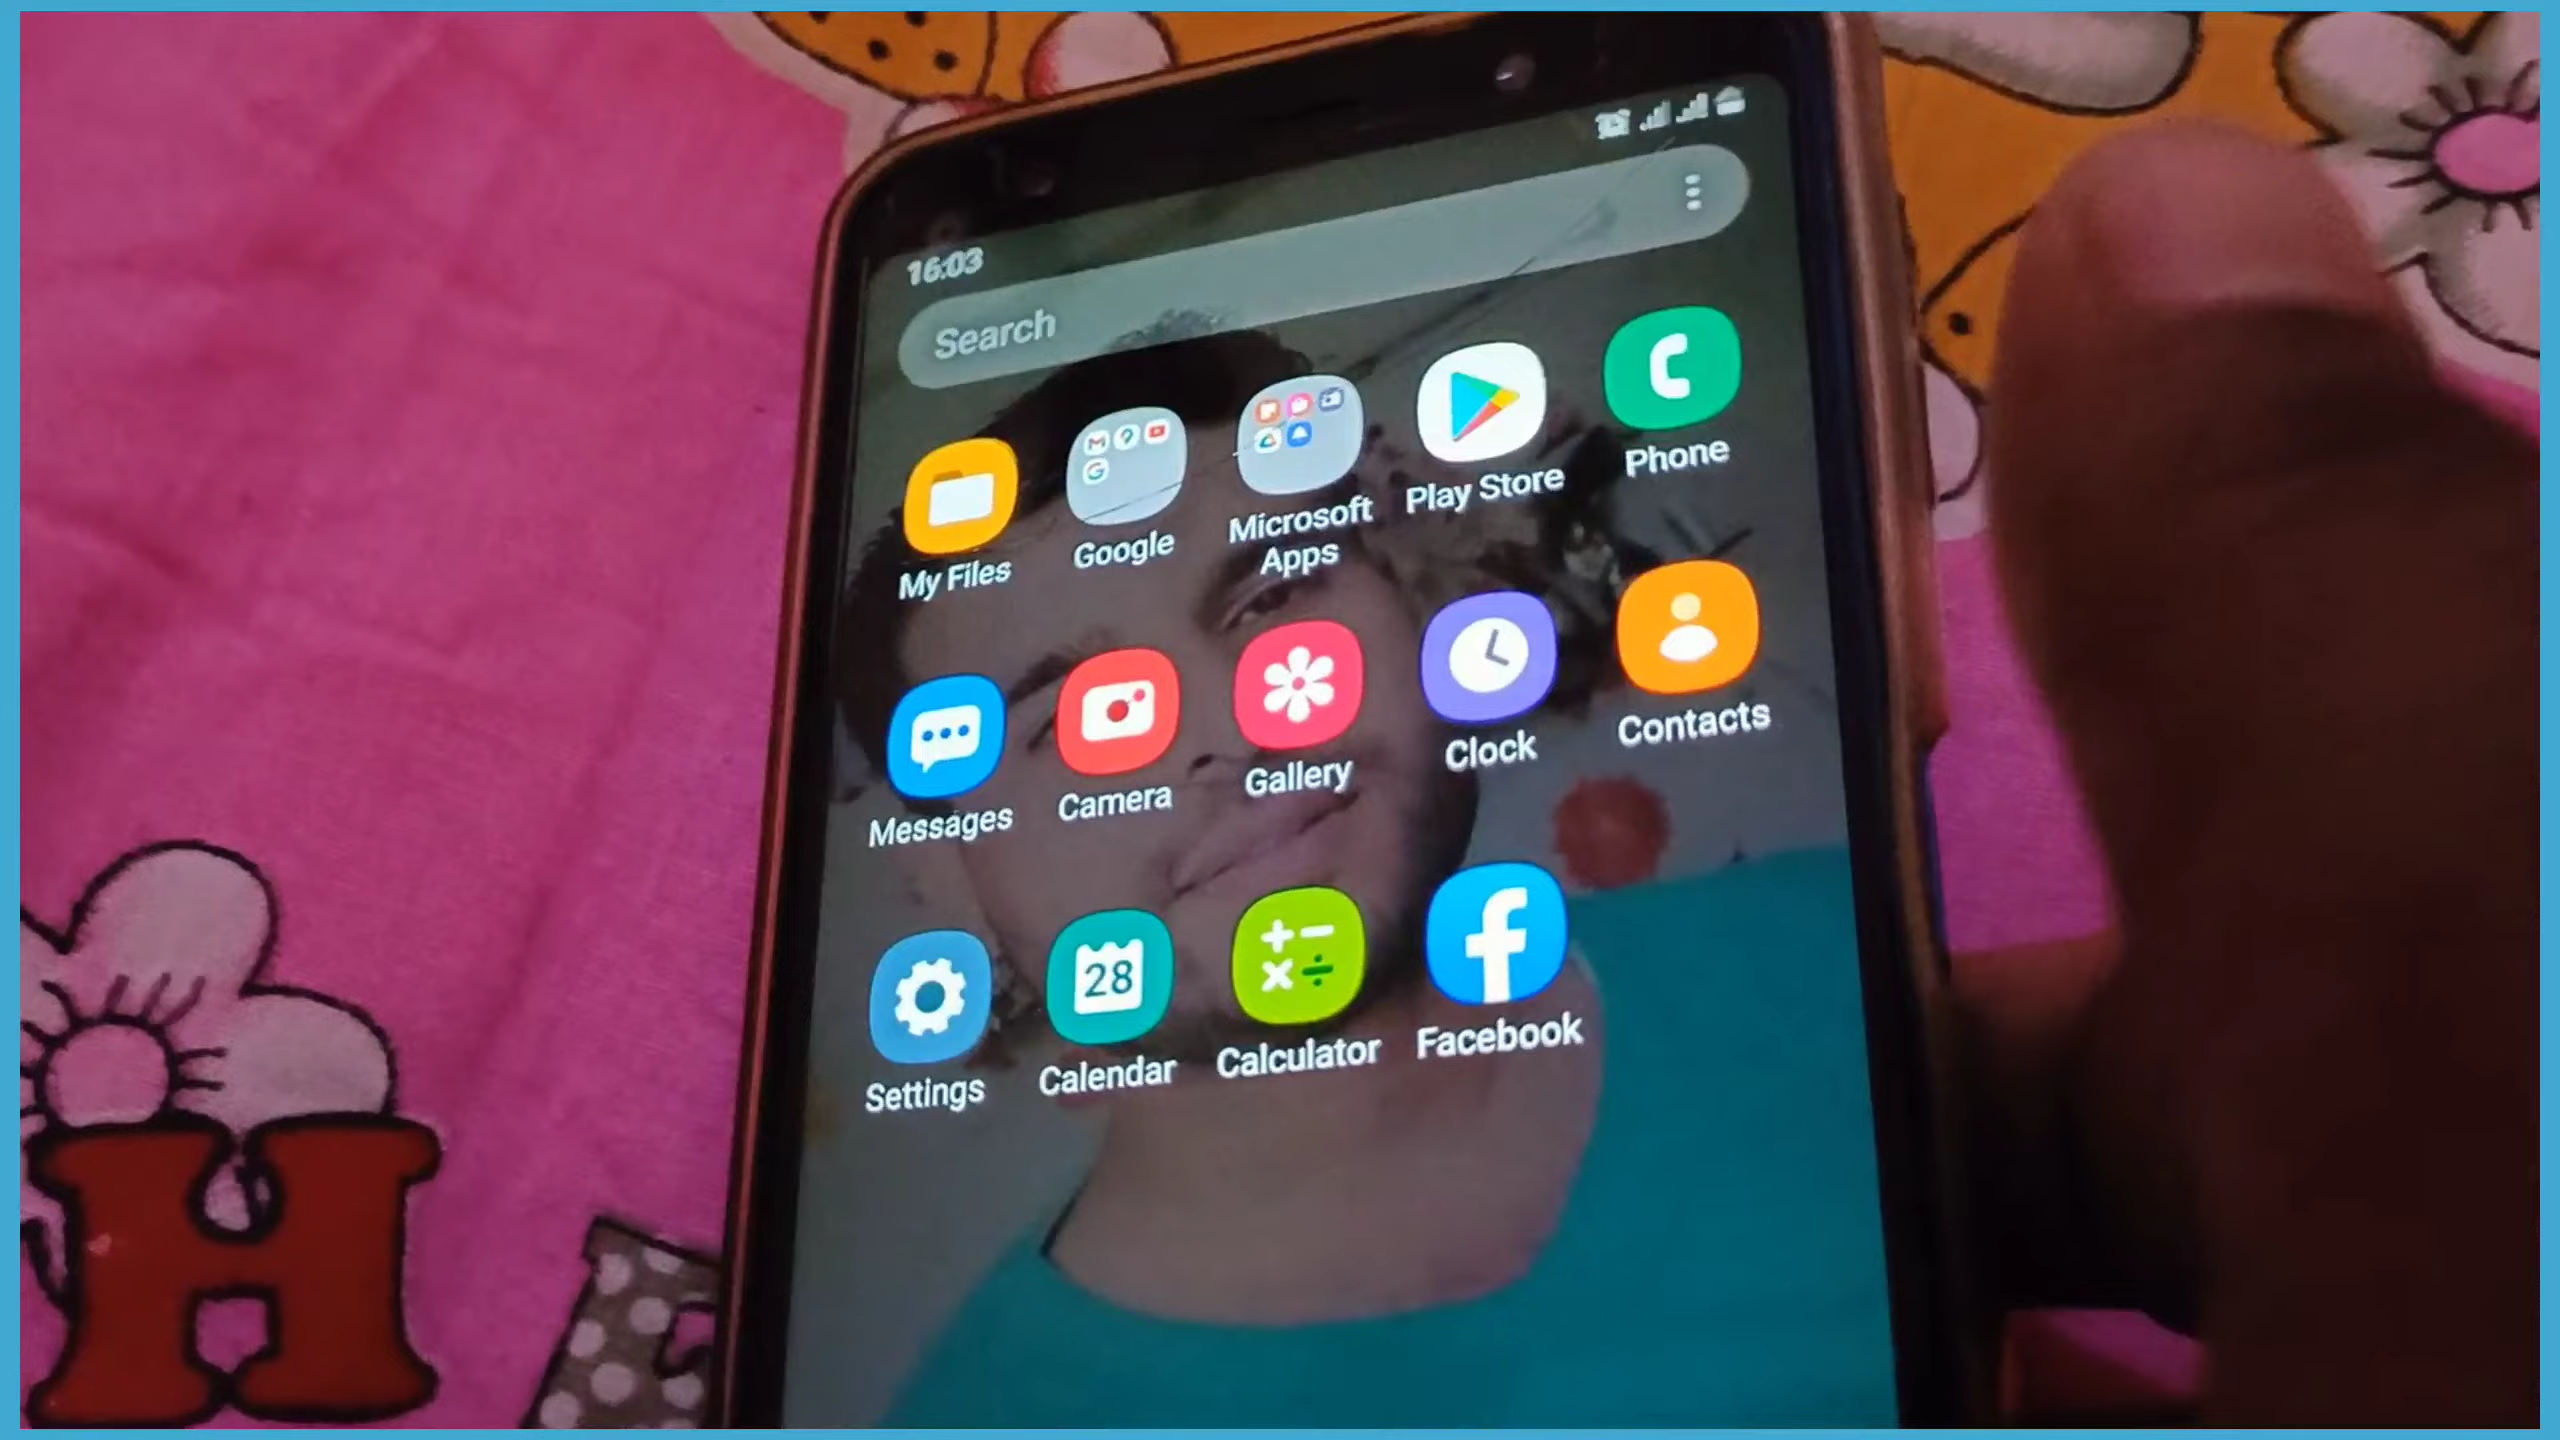 16:03
Search
My Files
Google
Microsoft
Apps
Play Store
Phone
Messages
Camera
Gallery
Clock
Contacts
28
Settings
Calendar
Calculator
Facebook
H